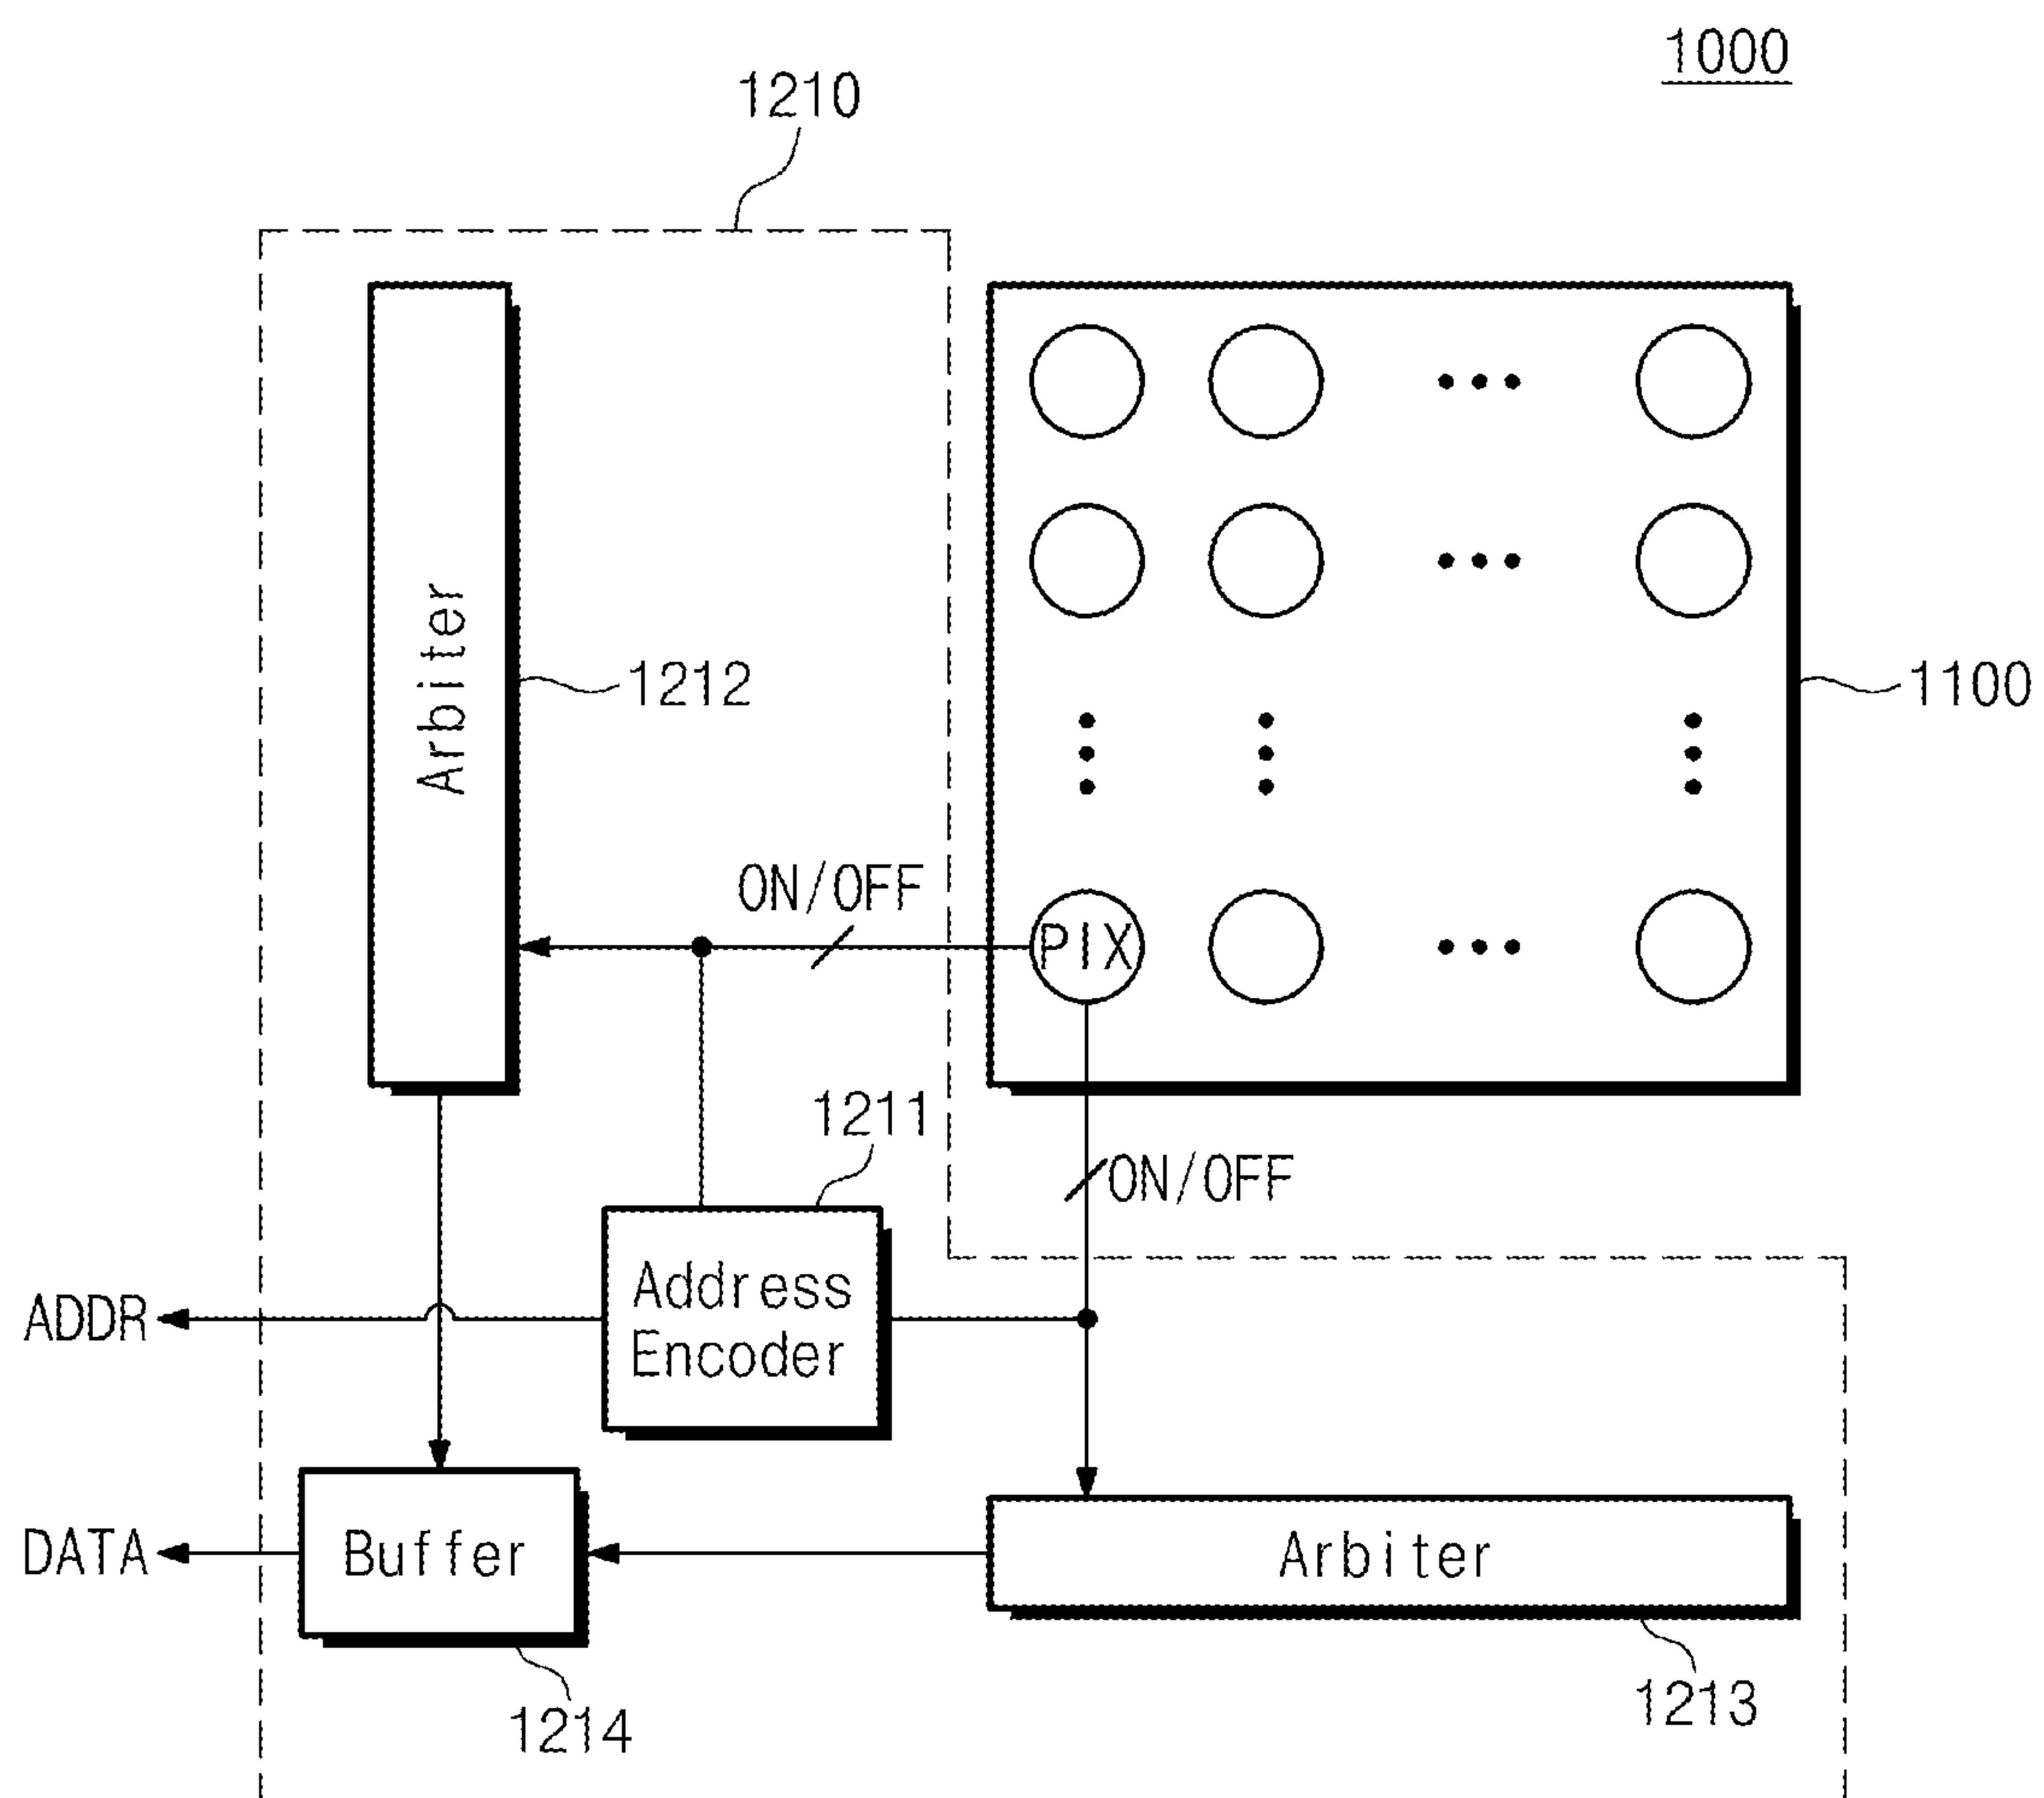 1000
1210
Arbiter
1212
1100
ON/OFF
PIX
1211
ON/OFF
Address
Encoder
ADDR
DATA
Buffer
Arbiter
1214
1213